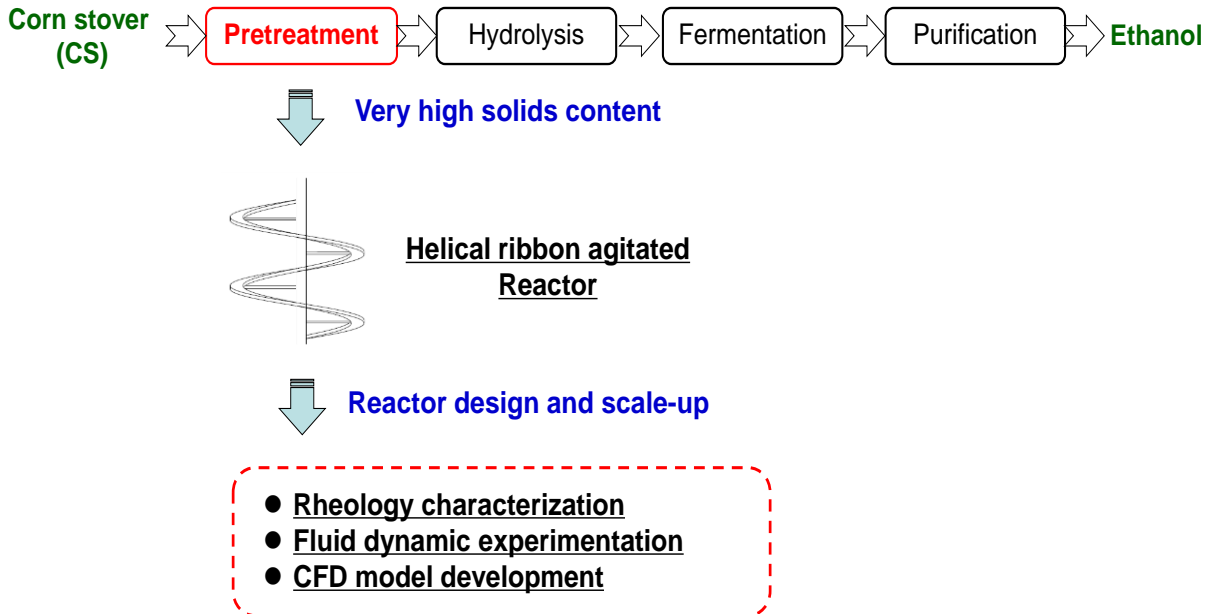 Corn stover
(CS)
Pretreatment
Hydrolysis
Fermentation
Purification
Ethanol
Very high solids content
Helical ribbon agitated
Reactor
Reactor design and scale-up
● Rheology characterization
● Fluid dynamic experimentation
● CFD model development